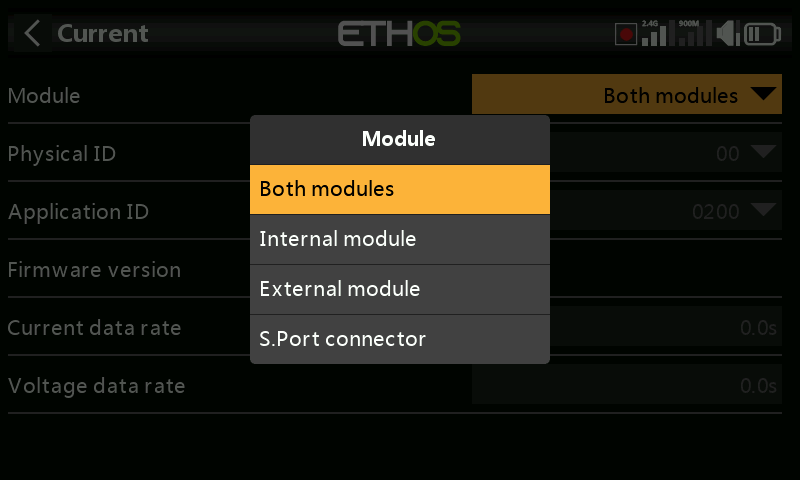 Current
ETHOS
2.4G
900M
Module
Both modules
Physical ID
00
Application ID
0200
Firmware version
Current data rate
0.0s
Voltage data rate
0.0s
Module
Both modules
Internal module
External module
S.Port connector